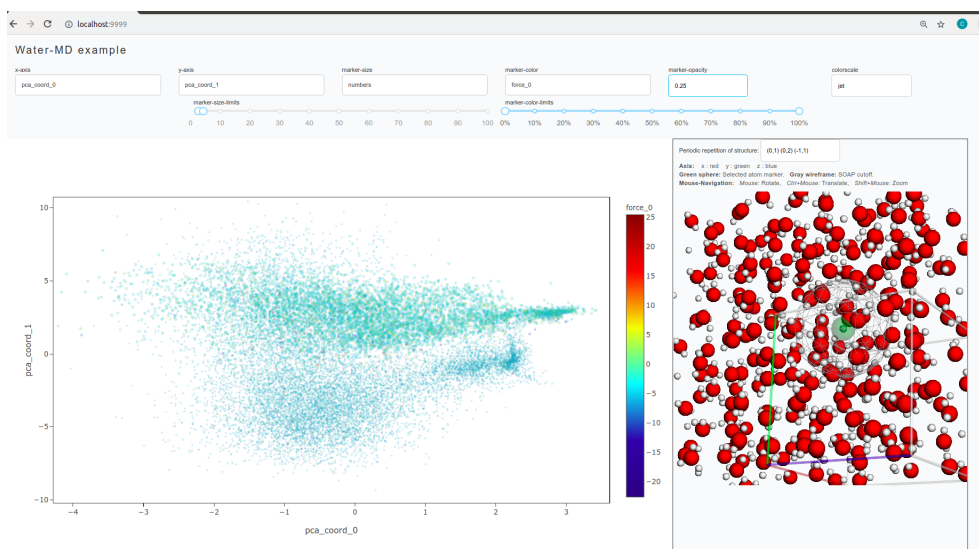 localhost:9999
C
Water-MD example
x-axis y-axis marker-size marker-color marker-opacity colorscale
pca_coord_0 pca_coord_1 numbers force_0 0.25 jet
marker-size-limits marker-color-limits
0 10 20 30 40 50 60 70 80 90 100 0% 10% 20% 30% 40% 50% 60% 70% 80% 90% 100%
Periodic repetition of structure: (0,1) (0,2) (-1,1)
Axis: x : red y : green z : blue
Green sphere: Selected atom marker. Gray wireframe: SOAP cutoff.
Mouse-Navigation: Mouse: Rotate, Ctrl+Mouse: Translate, Shift+Mouse: Zoom
force_0
25
20
15
10
5
0
−5
−10
−15
−20
10
5
0
−5
−10
pca_coord_1
−4 −3 −2 −1 0 1 2 3
pca_coord_0